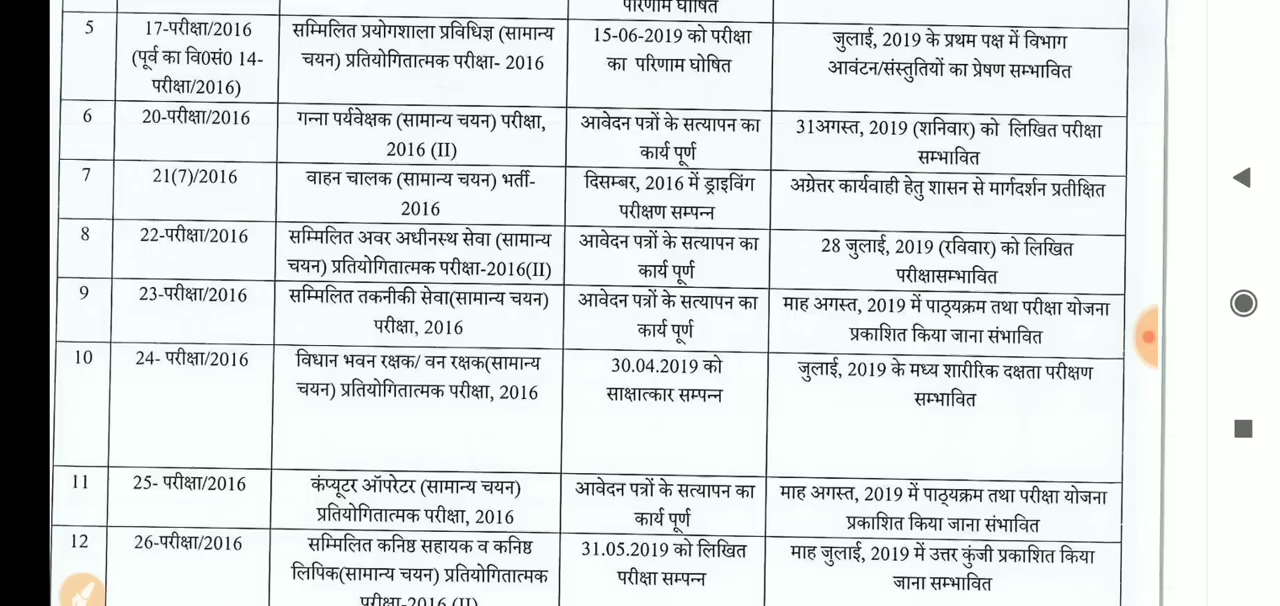 परिणाम घोषित
5 17-परीक्षा/2016 सम्मिलित प्रयोगशाला प्रविधिज्ञ (सामान्य 15-06-2019 को परीक्षा जुलाई, 2019 के प्रथम पक्ष में विभाग
(पूर्व का वि0सं0 14- चयन) प्रतियोगितात्मक परीक्षा- 2016 का परिणाम घोषित आवंटन/संस्तुतियों का प्रेषण सम्भावित
परीक्षा/2016)
6 20-परीक्षा/2016 गन्ना पर्यवेक्षक (सामान्य चयन) परीक्षा, आवेदन पत्रों के सत्यापन का 31अगस्त, 2019 (शनिवार) को लिखित परीक्षा
2016 (II) कार्य पूर्ण सम्भावित
7 21(7)/2016 वाहन चालक (सामान्य चयन) भर्ती- दिसम्बर, 2016 में ड्राइविंग अग्रेत्तर कार्यवाही हेतु शासन से मार्गदर्शन प्रतीक्षित
2016 परीक्षण सम्पन्न
8 22-परीक्षा/2016 सम्मिलित अवर अधीनस्थ सेवा (सामान्य आवेदन पत्रों के सत्यापन का 28 जुलाई, 2019 (रविवार) को लिखित
चयन) प्रतियोगितात्मक परीक्षा-2016(II) कार्य पूर्ण परीक्षासम्भावित
9 23-परीक्षा/2016 सम्मिलित तकनीकी सेवा(सामान्य चयन) आवेदन पत्रों के सत्यापन का माह अगस्त, 2019 में पाठ्यक्रम तथा परीक्षा योजना
परीक्षा, 2016 कार्य पूर्ण प्रकाशित किया जाना संभावित
10 24- परीक्षा/2016 विधान भवन रक्षक/ वन रक्षक(सामान्य 30.04.2019 को जुलाई, 2019 के मध्य शारीरिक दक्षता परीक्षण
चयन) प्रतियोगितात्मक परीक्षा, 2016 साक्षात्कार सम्पन्न सम्भावित
11 25- परीक्षा/2016 कंप्यूटर ऑपरेटर (सामान्य चयन) आवेदन पत्रों के सत्यापन का माह अगस्त, 2019 में पाठ्यक्रम तथा परीक्षा योजना
प्रतियोगितात्मक परीक्षा, 2016 कार्य पूर्ण प्रकाशित किया जाना संभावित
12 26-परीक्षा/2016 सम्मिलित कनिष्ठ सहायक व कनिष्ठ 31.05.2019 को लिखित माह जुलाई, 2019 में उत्तर कुंजी प्रकाशित किया
लिपिक(सामान्य चयन) प्रतियोगितात्मक परीक्षा सम्पन्न जाना सम्भावित
परीक्षा-2016 (II)